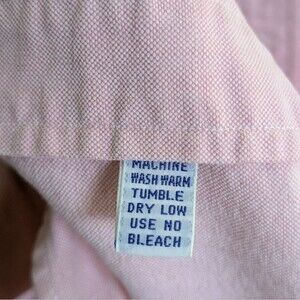 MACHINE
WASH WARM
TUMBLE
DRY LOW
USE NO
BLEACH